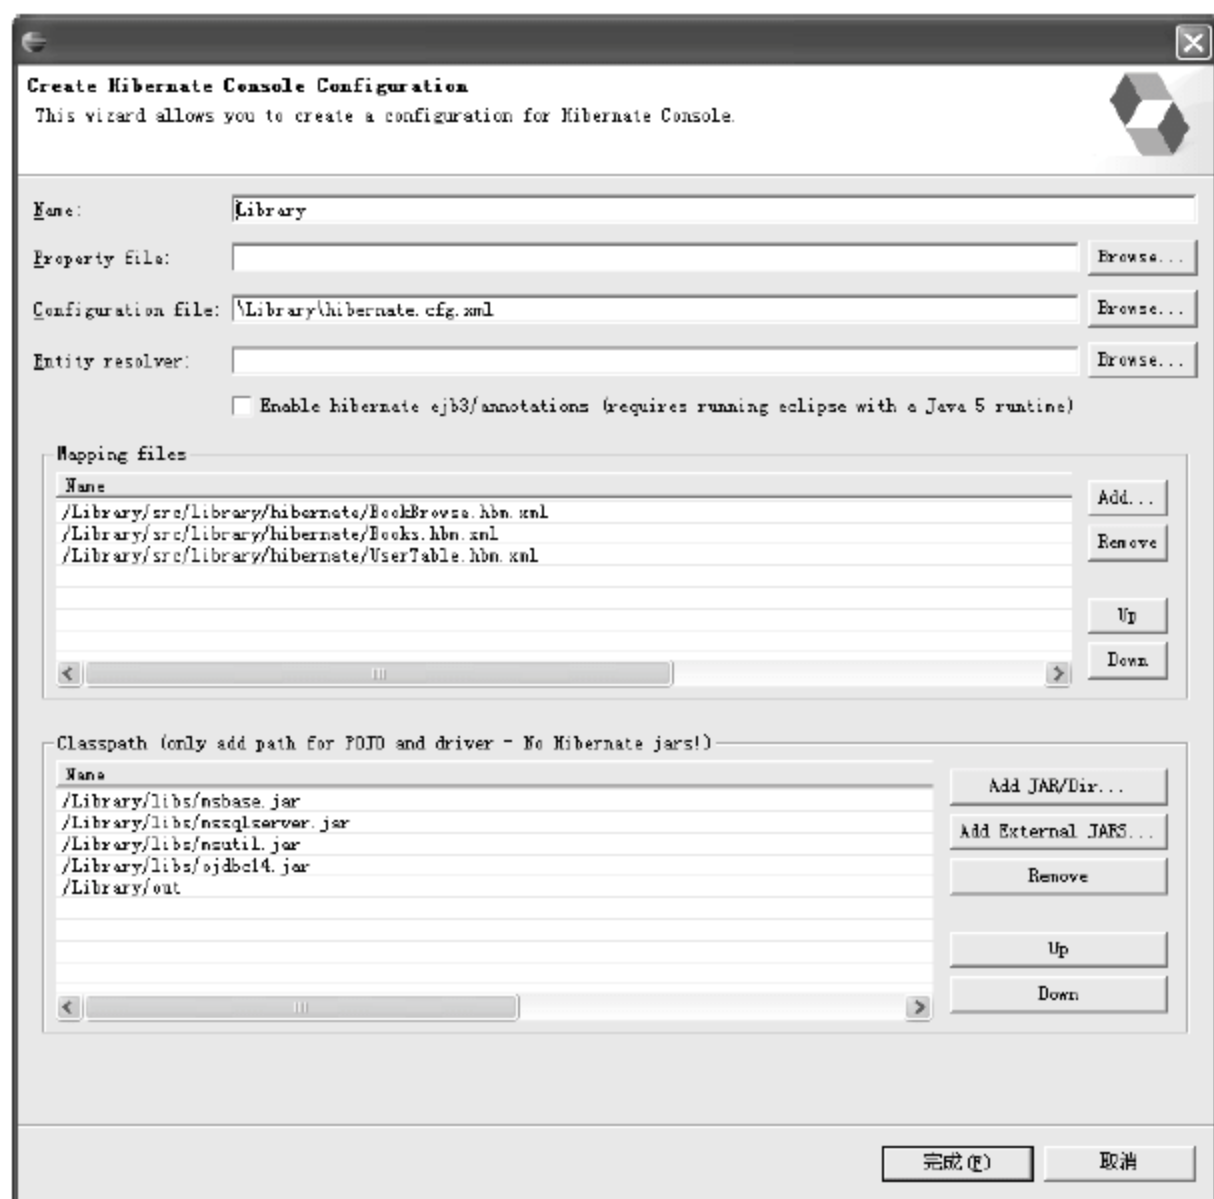 Create Hibernate Console Configuration
This wizard allows you to create a configuration for Hibernate Console.
Name:
Library
Property file:
Browse...
Configuration file:
\Library\hibernate.cfg.xml
Browse...
Entity resolver:
Browse...
Enable hibernate ejb3/annotations (requires running eclipse with a Java 5 runtime)
Mapping files
Name
/Library/src/library/hibernate/BookBrowse.hbm.xml
/Library/src/library/hibernate/Books.hbm.xml
/Library/src/library/hibernate/UserTable.hbm.xml
Add...
Remove
Up
Down
Classpath (only add path for POJO and driver - No Hibernate jars!)
Name
/Library/libs/msbase.jar
/Library/libs/mssqlserver.jar
/Library/libs/msutil.jar
/Library/libs/ojdbc14.jar
/Library/out
Add JAR/Dir...
Add External JARS...
Remove
Up
Down
完成(F)
取消